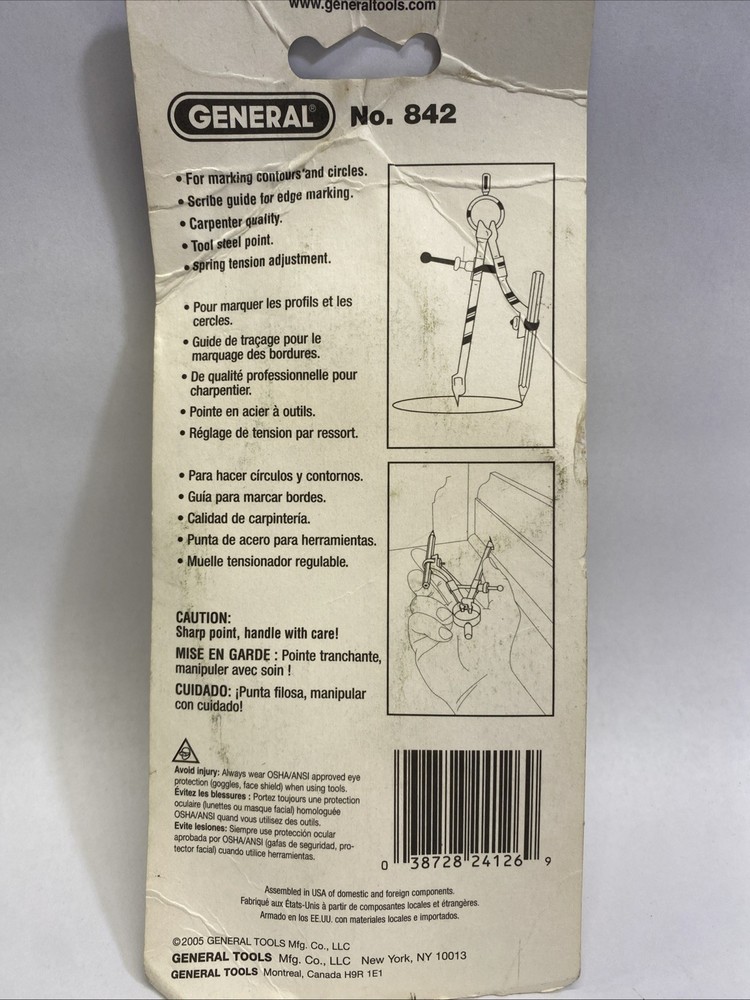 www.generaltools.com
GENERAL® No. 842
• For marking contours and circles.
• Scribe guide for edge marking.
• Carpenter quality.
• Tool steel point.
• Spring tension adjustment.
• Pour marquer les profils et les
cercles.
• Guide de traçage pour le
marquage des bordures.
• De qualité professionnelle pour
charpentier.
• Pointe en acier à outils.
• Réglage de tension par ressort.
• Para hacer círculos y contornos.
• Guía para marcar bordes.
• Calidad de carpintería.
• Punta de acero para herramientas.
• Muelle tensionador regulable.
CAUTION:
Sharp point, handle with care!
MISE EN GARDE : Pointe tranchante,
manipuler avec soin !
CUIDADO: ¡Punta filosa, manipular
con cuidado!
Avoid injury: Always wear OSHA/ANSI approved eye
protection (goggles, face shield) when using tools.
Évitez les blessures : Portez toujours une protection
oculaire (lunettes ou masque facial) homologuée
OSHA/ANSI quand vous utilisez des outils.
Evite lesiones: Siempre use protección ocular
aprobada por OSHA/ANSI (gafas de seguridad, pro-
tector facial) cuando utilice herramientas.
0 38728 24126 9
Assembled in USA of domestic and foreign components.
Fabriqué aux États-Unis à partir de composantes locales et étrangères.
Armado en los EE.UU. con materiales locales e importados.
©2005 GENERAL TOOLS Mfg. Co., LLC
GENERAL TOOLS Mfg. Co., LLC New York, NY 10013
GENERAL TOOLS Montreal, Canada H9R 1E1